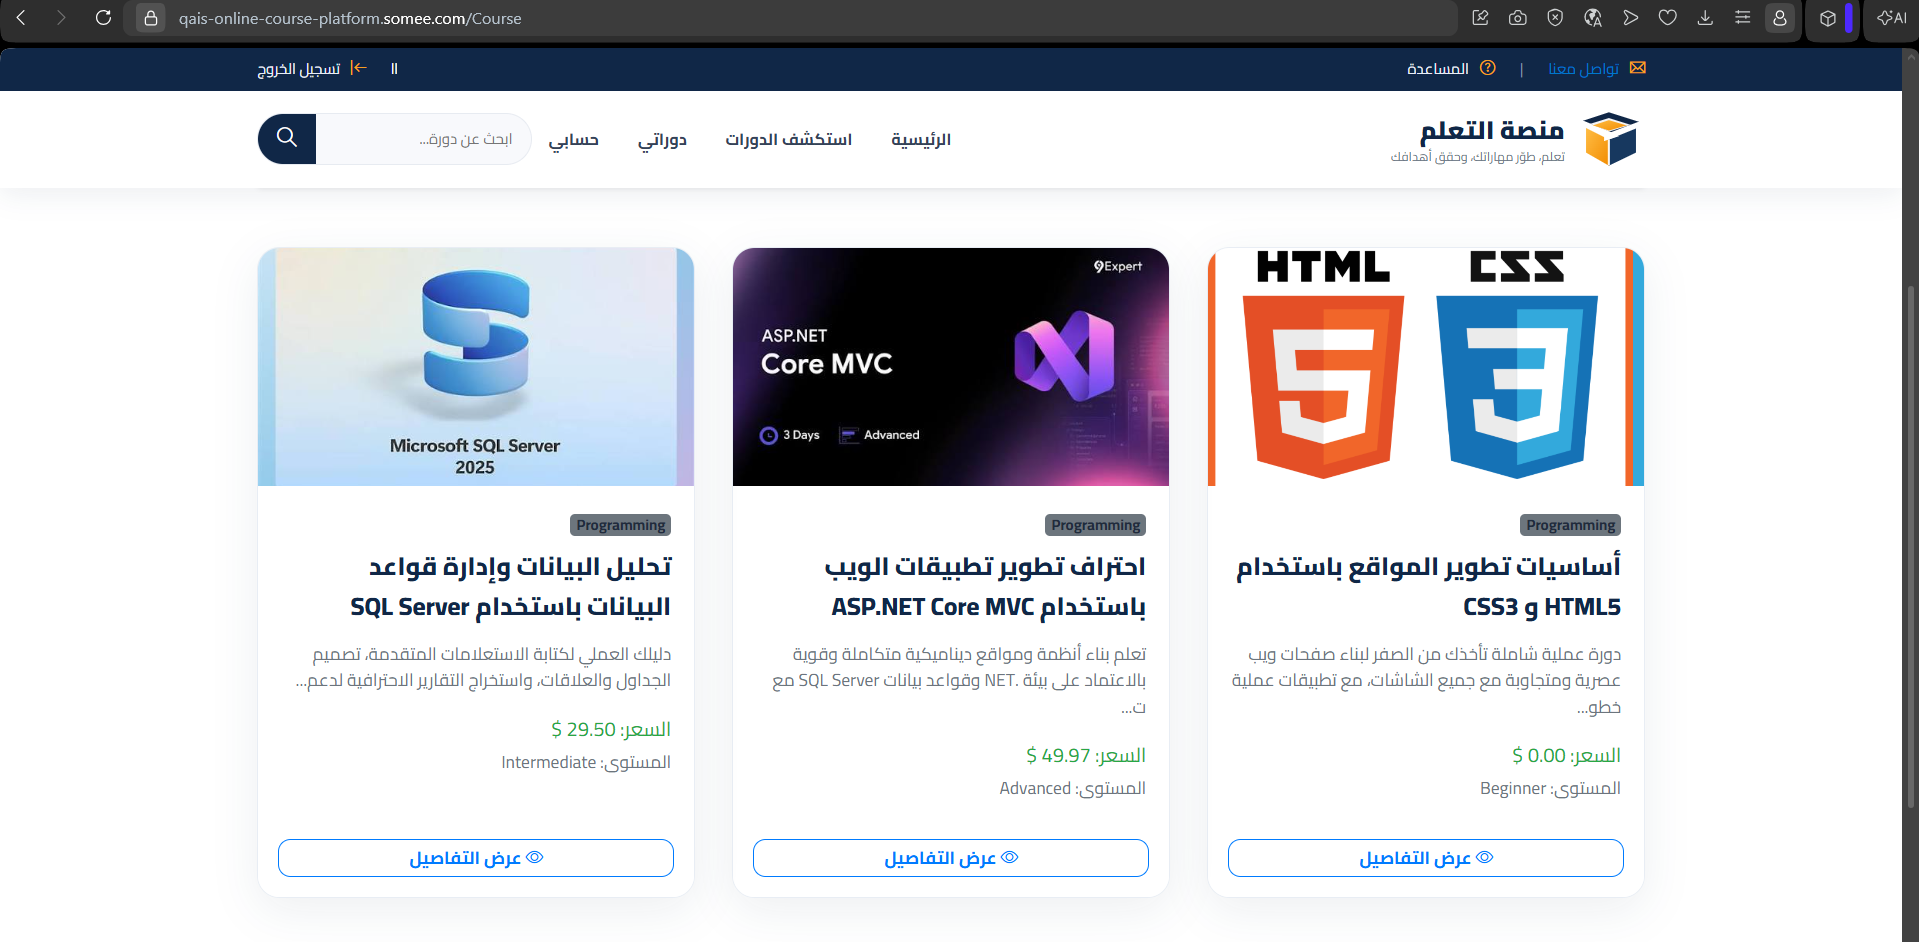 qais-online-course-platform.somee.com/Course
AI
تواصل معنا | المساعدة
اا تسجيل الخروج
منصة التعلم
تعلم، طوّر مهاراتك، وحقق أهدافك
الرئيسية استكشف الدورات دوراتي حسابي ابحث عن دورة...
HTML CSS
Programming
أساسيات تطوير المواقع باستخدام
HTML5 و CSS3
دورة عملية شاملة تأخذك من الصفر لبناء صفحات ويب
عصرية ومتجاوبة مع جميع الشاشات، مع تطبيقات عملية
خطو...
السعر: 0.00 $
المستوى: Beginner
عرض التفاصيل
9Expert
ASP.NET
Core MVC
3 Days Advanced
Programming
احتراف تطوير تطبيقات الويب
باستخدام ASP.NET Core MVC
تعلم بناء أنظمة ومواقع ديناميكية متكاملة وقوية
بالاعتماد على بيئة .NET وقواعد بيانات SQL Server مع
ت...
السعر: 49.97 $
المستوى: Advanced
عرض التفاصيل
Microsoft SQL Server
2025
Programming
تحليل البيانات وإدارة قواعد
البيانات باستخدام SQL Server
دليلك العملي لكتابة الاستعلامات المتقدمة، تصميم
الجداول والعلاقات، واستخراج التقارير الاحترافية لدعم...
السعر: 29.50 $
المستوى: Intermediate
عرض التفاصيل